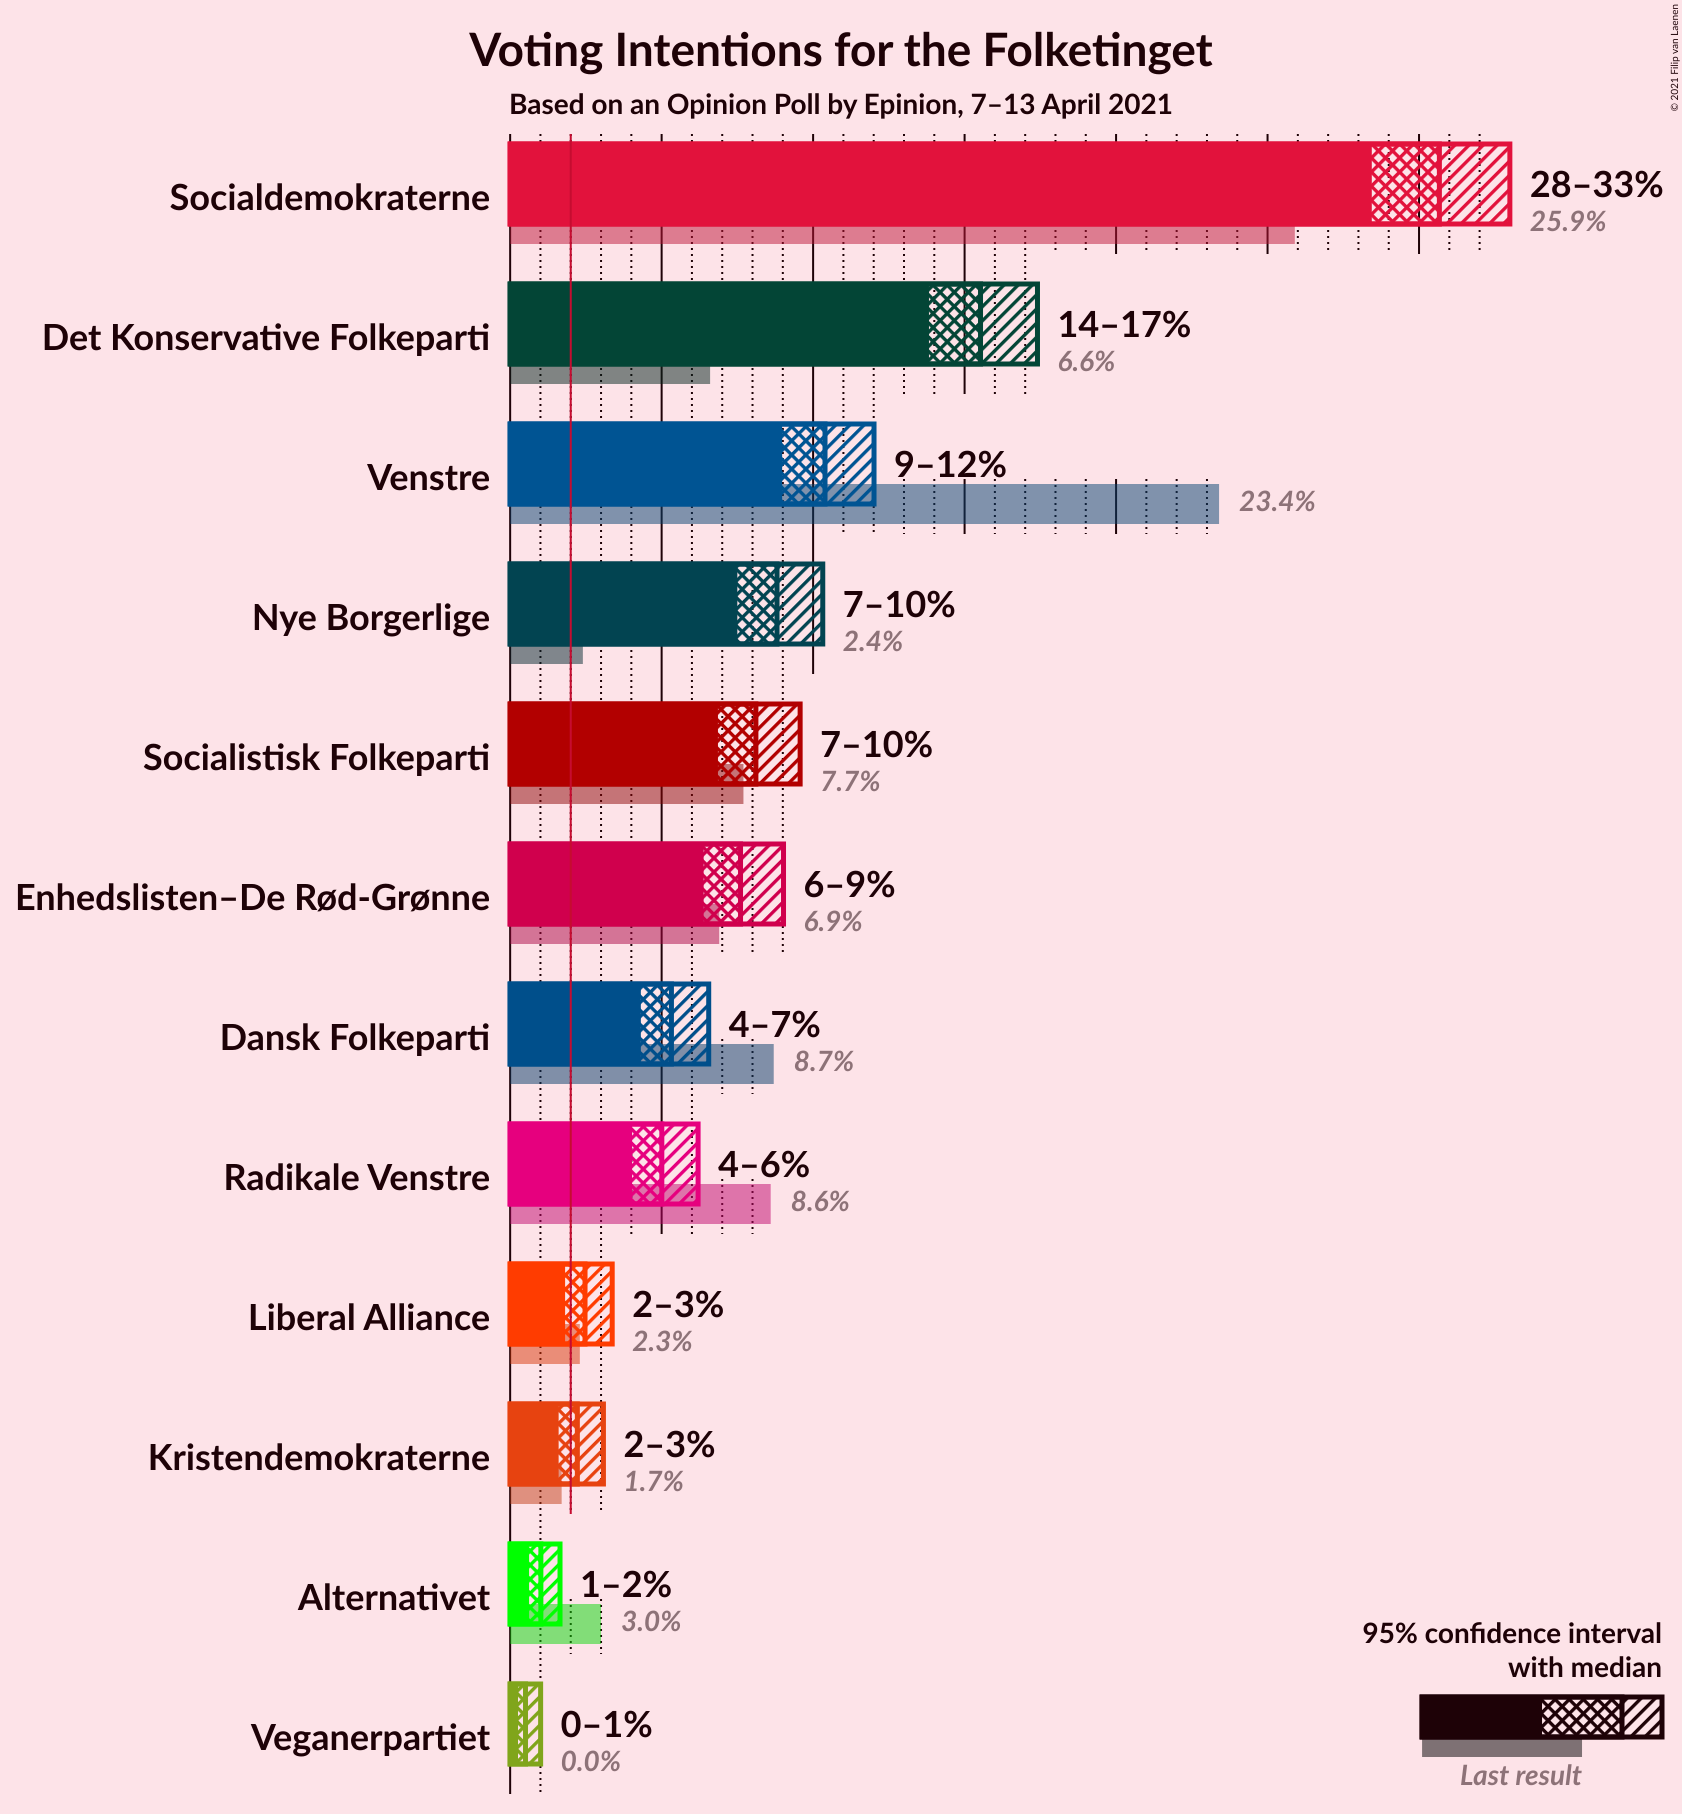 Voting Intentions for the Folketinget
Based on an Opinion Poll by Epinion, 7–13 April 2021
© 2021 Filip van Laenen
Socialdemokraterne
28–33%
25.9%
Det Konservative Folkeparti
14–17%
6.6%
Venstre
9–12%
23.4%
Nye Borgerlige
7–10%
2.4%
Socialistisk Folkeparti
7–10%
7.7%
Enhedslisten–De Rød-Grønne
6–9%
6.9%
Dansk Folkeparti
4–7%
8.7%
Radikale Venstre
4–6%
8.6%
Liberal Alliance
2–3%
2.3%
Kristendemokraterne
2–3%
1.7%
Alternativet
1–2%
3.0%
Veganerpartiet
0–1%
0.0%
95% confidence interval
with median
Last result